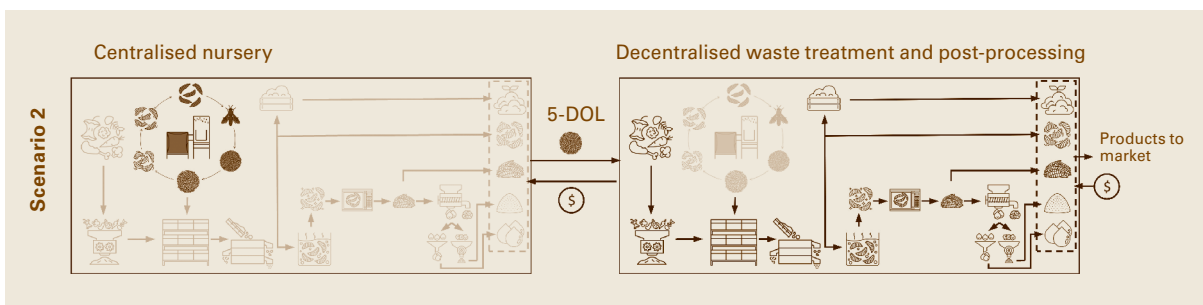 Scenario 2
Centralised nursery
Decentralised waste treatment and post-processing
5-DOL
$
Products to
market
$